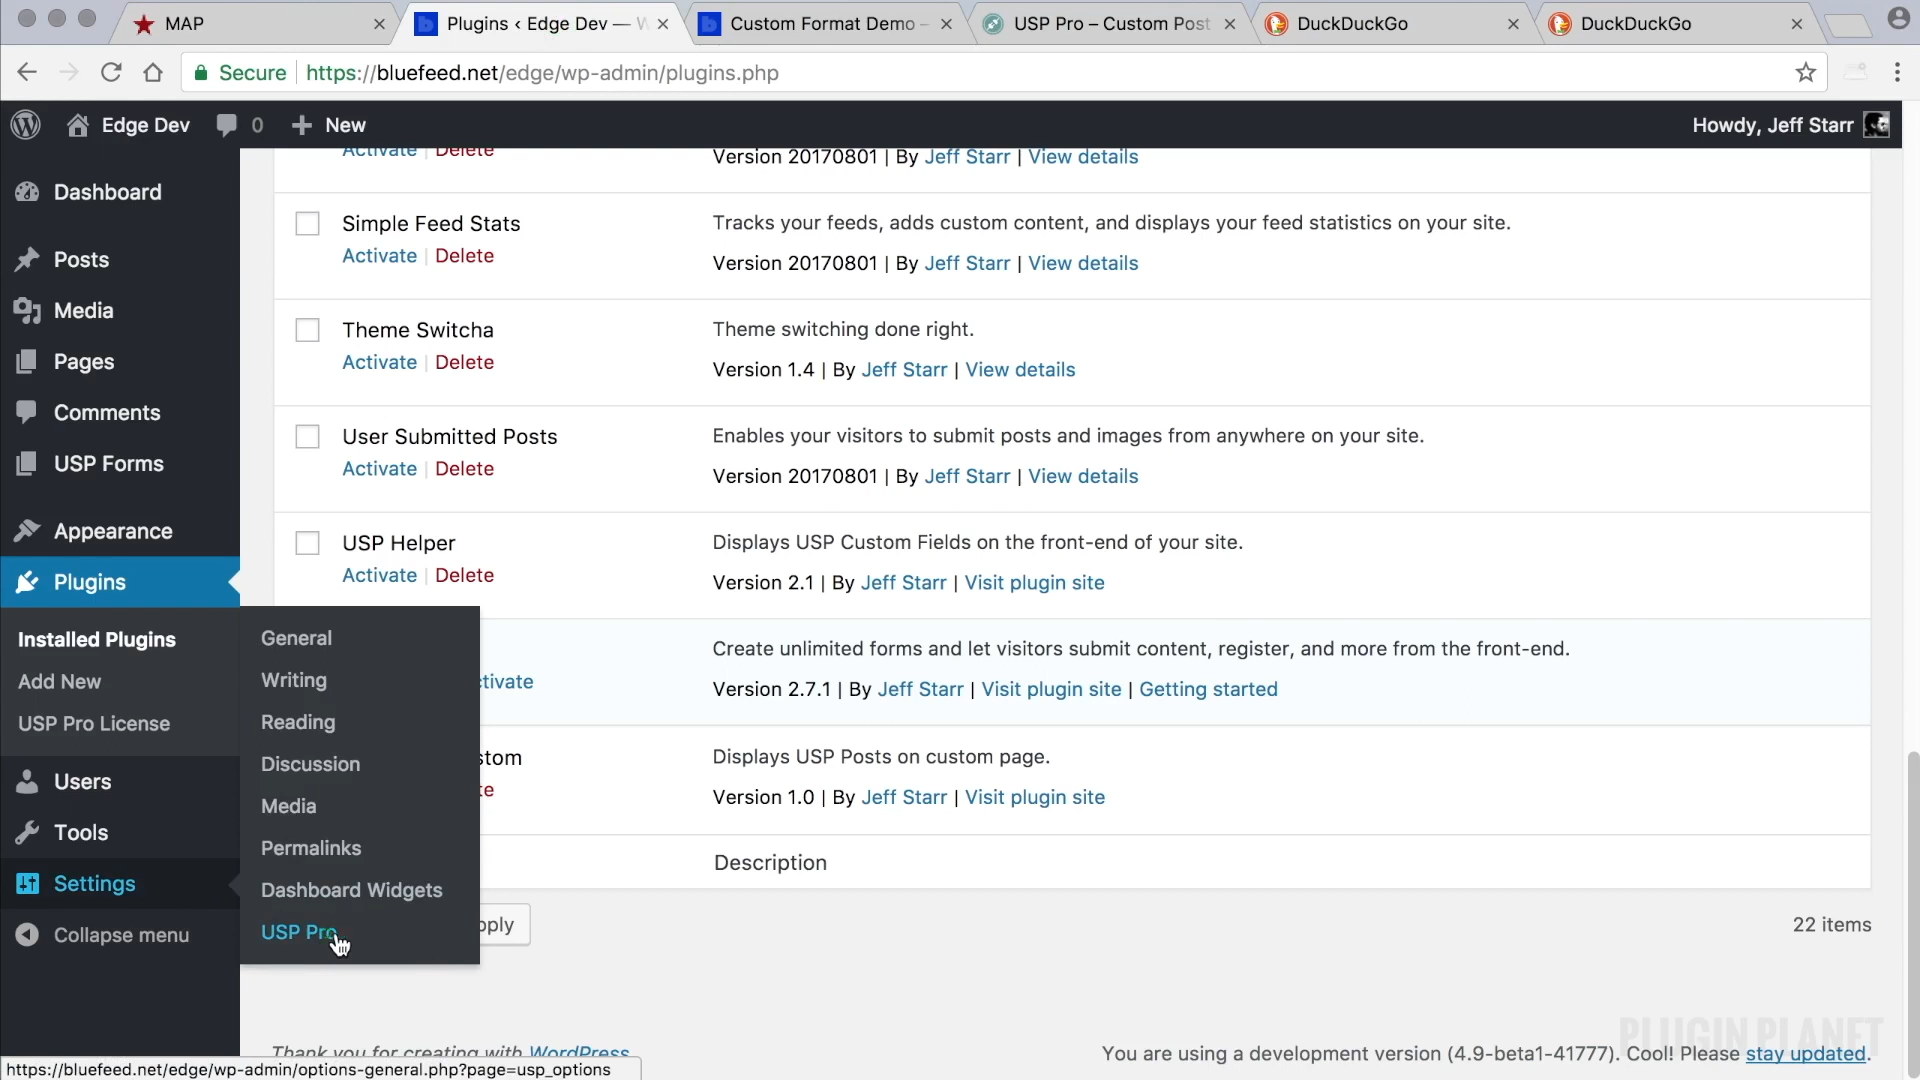 MAP
Plugins ‹ Edge Dev — W
Custom Format Demo –
USP Pro – Custom Post
DuckDuckGo
DuckDuckGo
Secure
https://bluefeed.net/edge/wp-admin/plugins.php
Edge Dev
0
New
Howdy, Jeff Starr
Dashboard
Posts
Media
Pages
Comments
USP Forms
Appearance
Plugins
Installed Plugins
Add New
USP Pro License
Users
Tools
Settings
Collapse menu
General
Writing
Reading
Discussion
Media
Permalinks
Dashboard Widgets
USP Pro
Activate | Delete
Version 20170801 | By Jeff Starr | View details
Simple Feed Stats
Activate | Delete
Tracks your feeds, adds custom content, and displays your feed statistics on your site.
Version 20170801 | By Jeff Starr | View details
Theme Switcha
Activate | Delete
Theme switching done right.
Version 1.4 | By Jeff Starr | View details
User Submitted Posts
Activate | Delete
Enables your visitors to submit posts and images from anywhere on your site.
Version 20170801 | By Jeff Starr | View details
USP Helper
Activate | Delete
Displays USP Custom Fields on the front-end of your site.
Version 2.1 | By Jeff Starr | Visit plugin site
ctivate
Create unlimited forms and let visitors submit content, register, and more from the front-end.
Version 2.7.1 | By Jeff Starr | Visit plugin site | Getting started
stom
te
Displays USP Posts on custom page.
Version 1.0 | By Jeff Starr | Visit plugin site
Description
pply
22 items
PLUGIN PLANET
Thank you for creating with WordPress
You are using a development version (4.9-beta1-41777). Cool! Please stay updated.
https://bluefeed.net/edge/wp-admin/options-general.php?page=usp_options